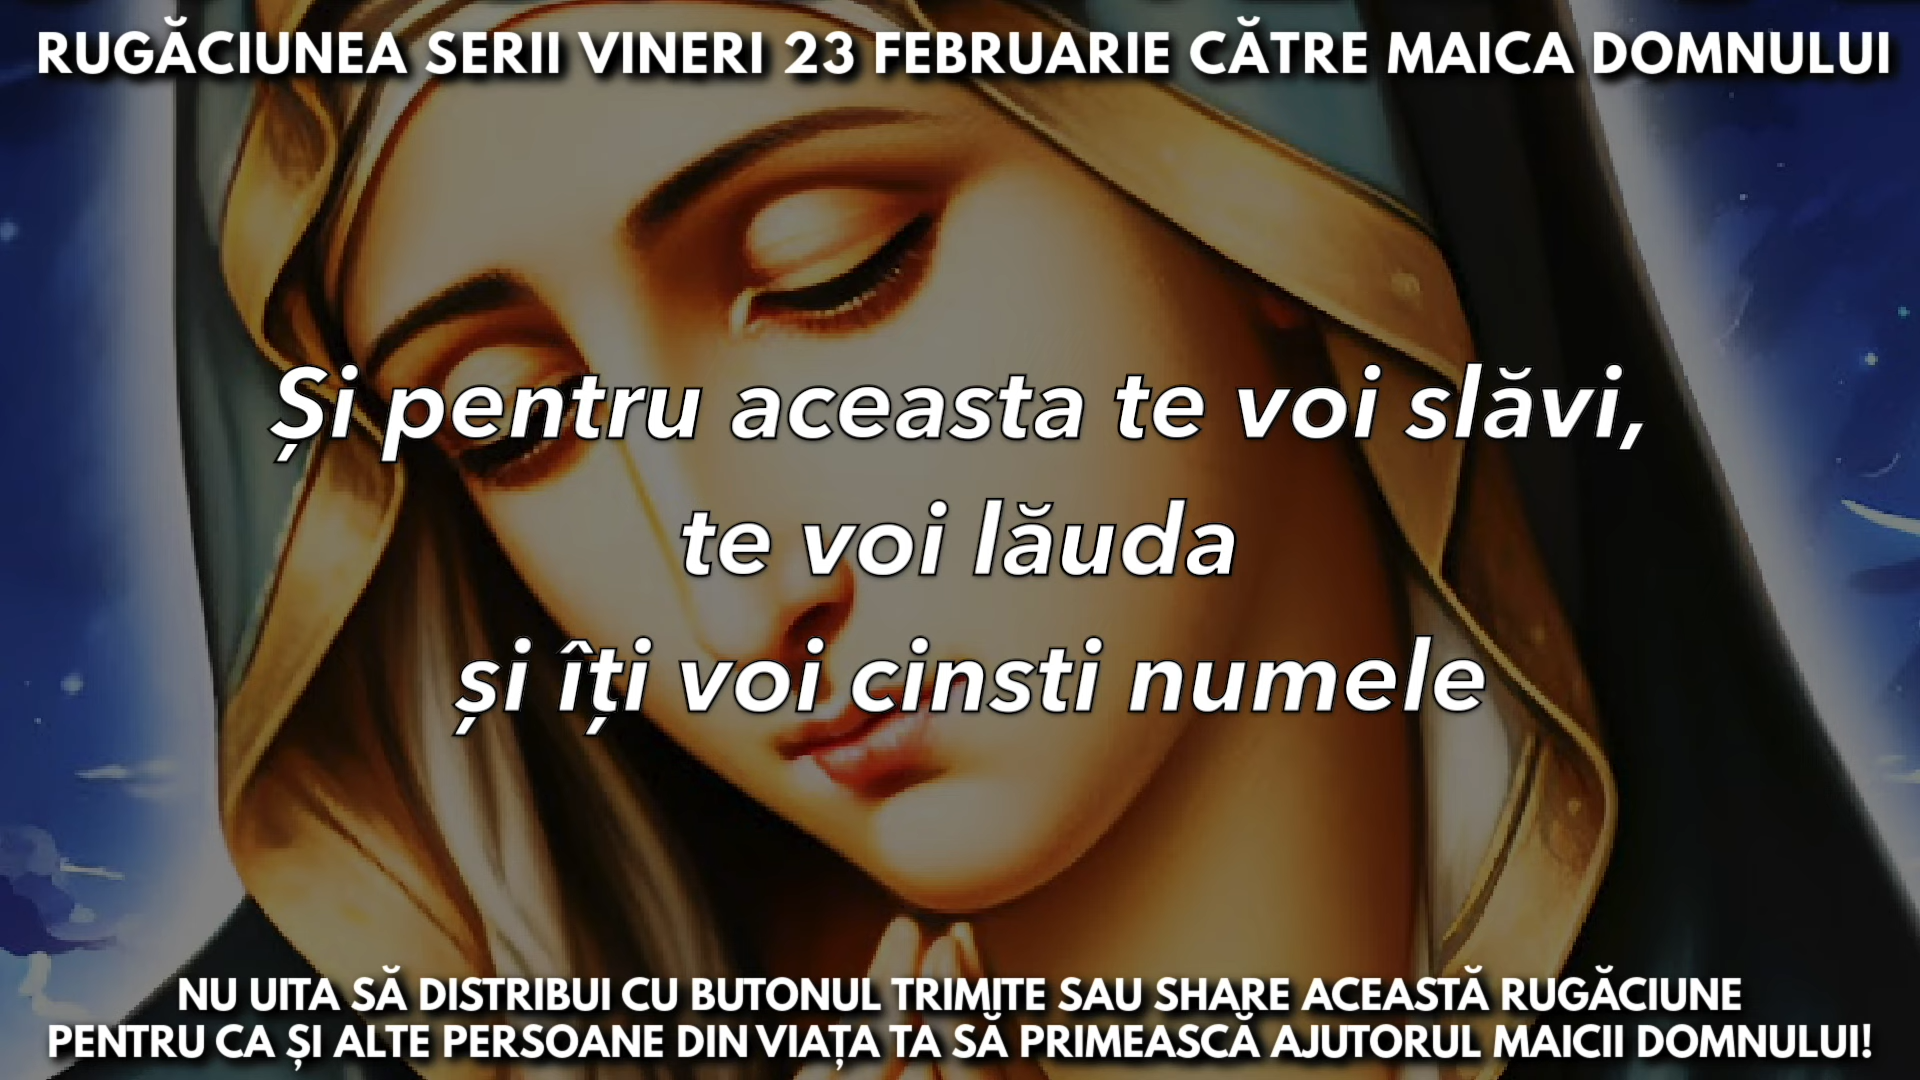 RUGĂCIUNEA SERII VINERI 23 FEBRUARIE CĂTRE MAICA DOMNULUI
Și pentru aceasta te voi slăvi,
te voi lăuda
și îți voi cinsti numele
NU UITA SĂ DISTRIBUI CU BUTONUL TRIMITE SAU SHARE ACEASTĂ RUGĂCIUNE
PENTRU CA ȘI ALTE PERSOANE DIN VIAȚA TA SĂ PRIMEASCĂ AJUTORUL MAICII DOMNULUI!